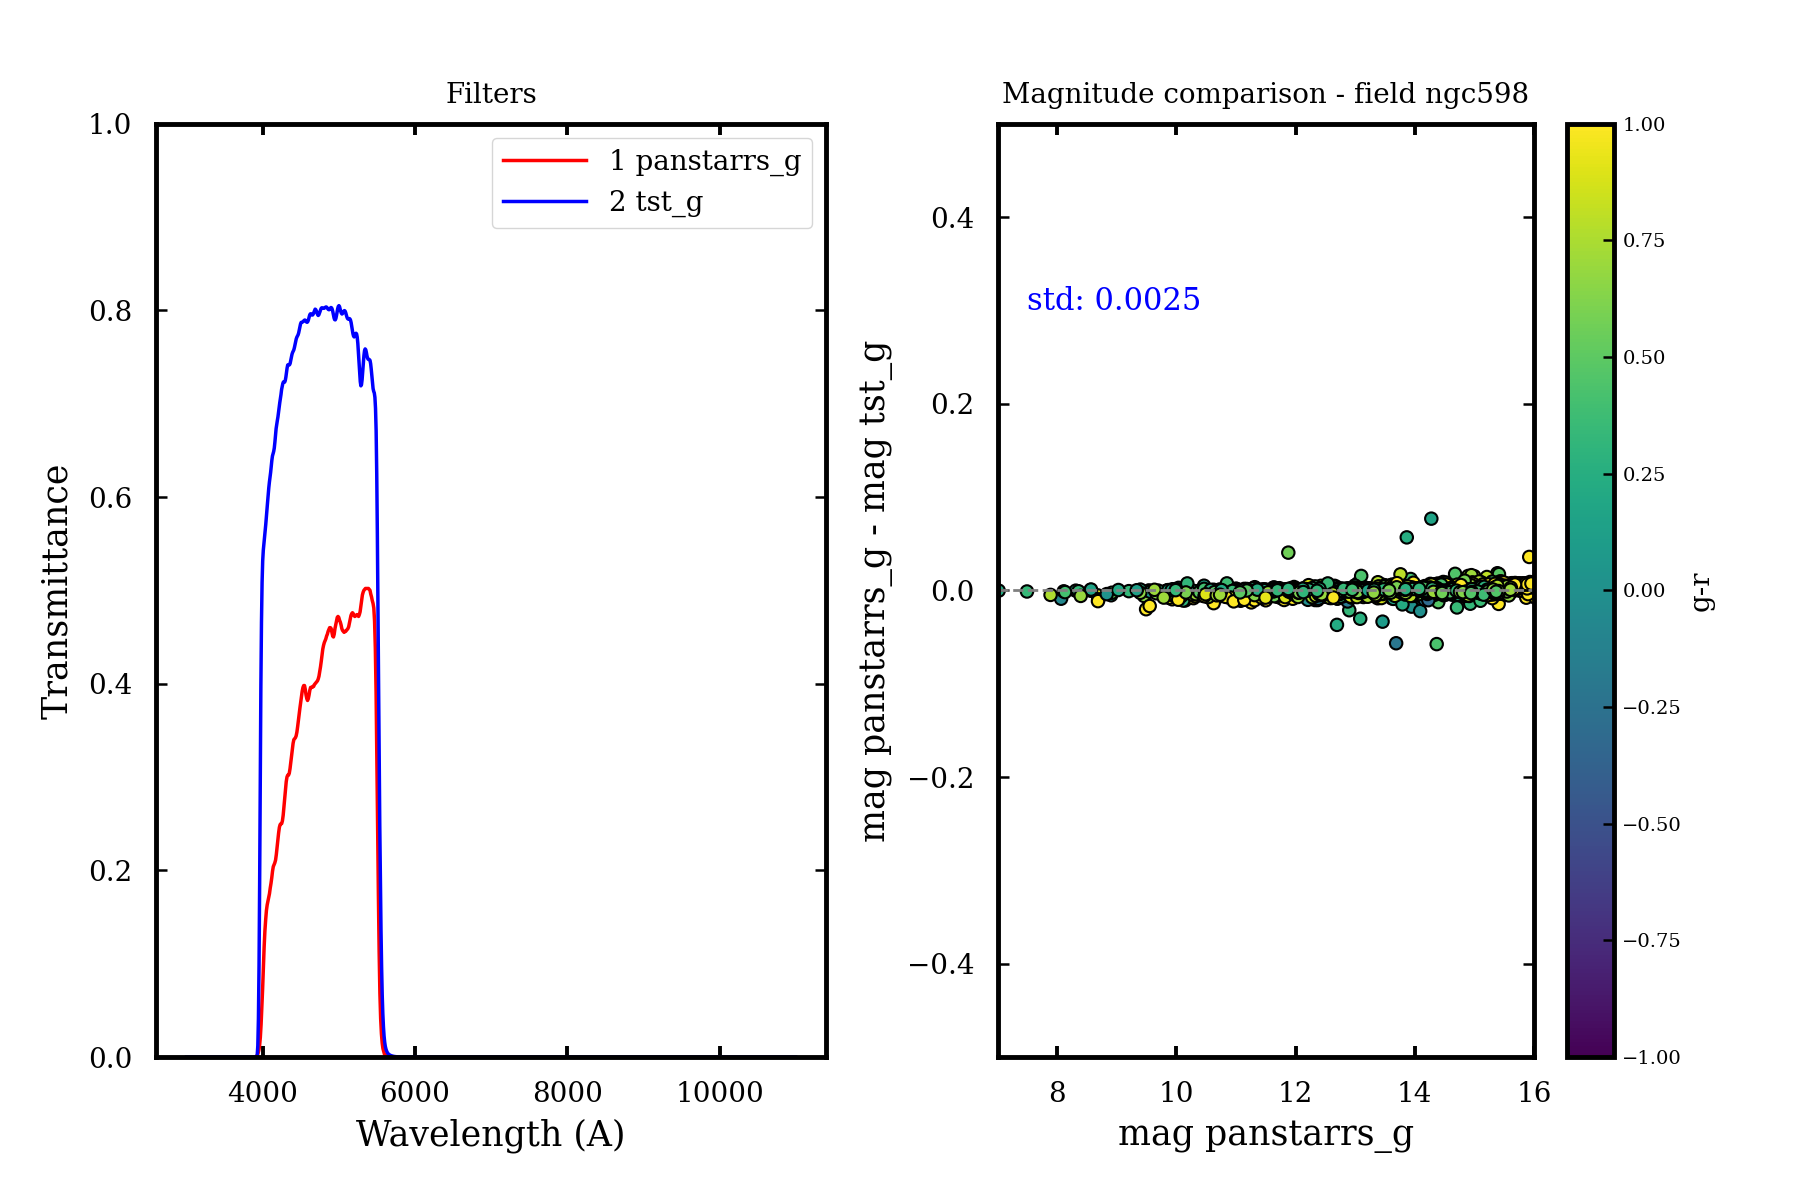 Filters
1.0
0.8
0.6
0.4
0.2
0.0
Transmittance
1 panstarrs_g
2 tst_g
4000
6000
8000
10000
Wavelength (A)
Magnitude comparison - field ngc598
0.4
0.2
0.0
−0.2
−0.4
mag panstarrs_g - mag tst_g
std: 0.0025
8
10
12
14
16
mag panstarrs_g
1.00
0.75
0.50
0.25
0.00
−0.25
−0.50
−0.75
−1.00
g-r